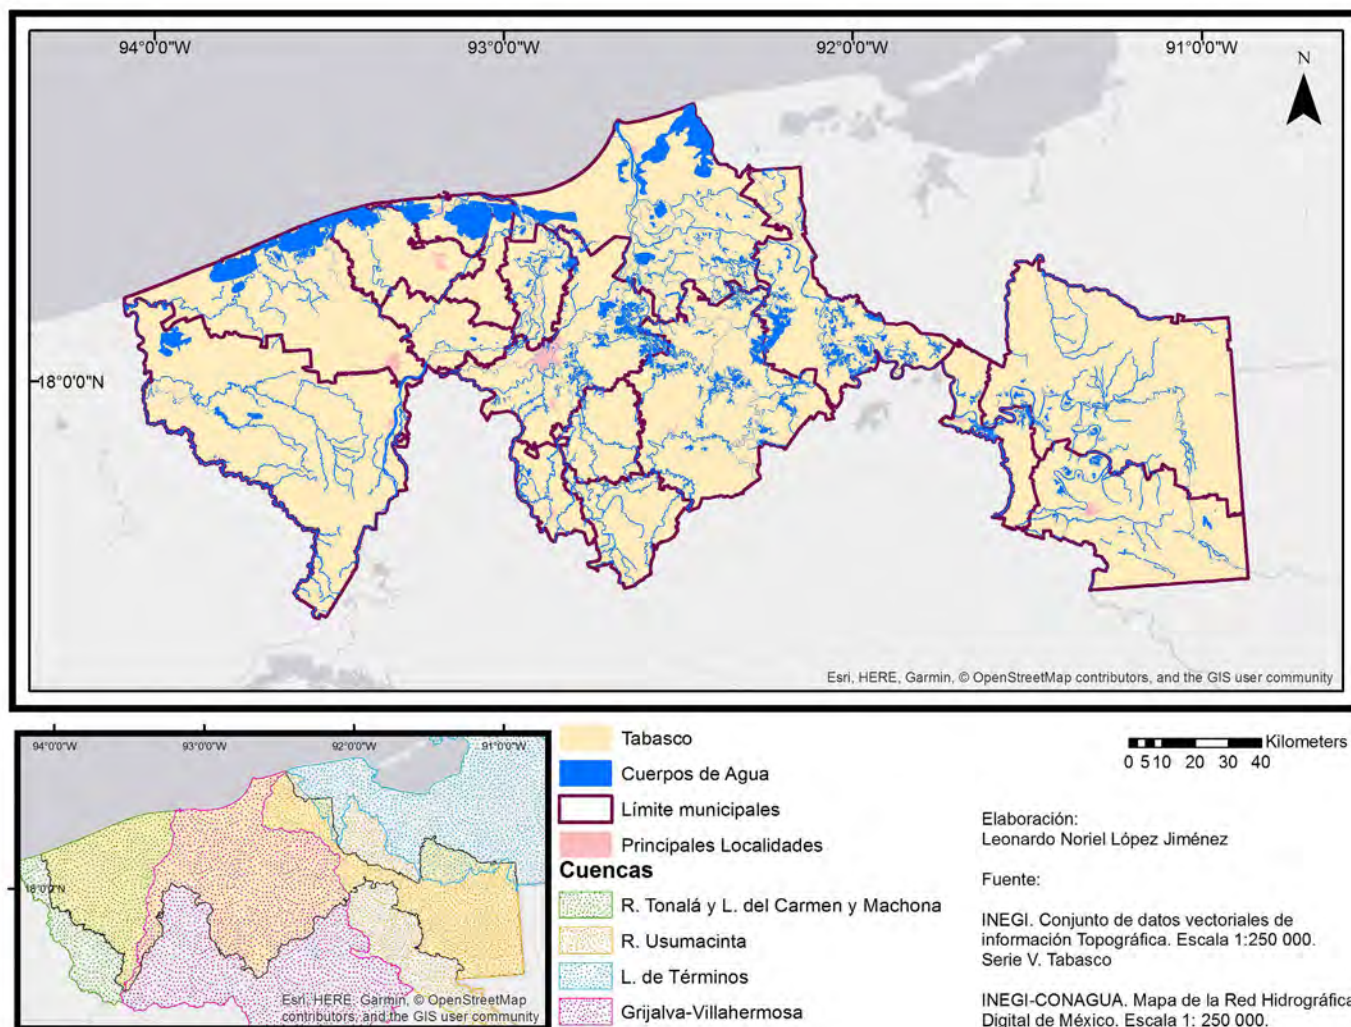 94°0'0"W 93°0'0"W 92°0'0"W 91°0'0"W
N
18°0'0"N
Esri, HERE, Garmin, © OpenStreetMap contributors, and the GIS user community
94°0'0"W 93°0'0"W 92°0'0"W 91°0'0"W
18°0'0"N
Esri, HERE, Garmin, © OpenStreetMap
contributors, and the GIS user community
Tabasco
Cuerpos de Agua
Límite municipales
Principales Localidades
Cuencas
R. Tonalá y L. del Carmen y Machona
R. Usumacinta
L. de Términos
Grijalva-Villahermosa
Kilometers
0 5 10 20 30 40
Elaboración:
Leonardo Noriel López Jiménez
Fuente:
INEGI. Conjunto de datos vectoriales de
información Topográfica. Escala 1:250 000.
Serie V. Tabasco
INEGI-CONAGUA. Mapa de la Red Hidrográfica
Digital de México. Escala 1: 250 000.